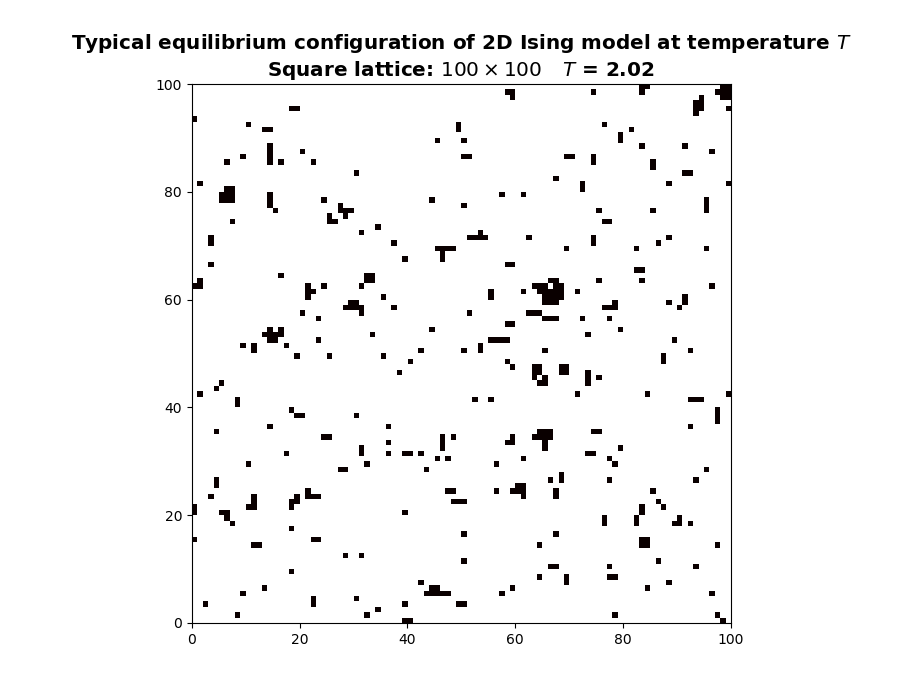 Typical equilibrium configuration of 2D Ising model at temperature T
Square lattice: 100 × 100 T = 2.02
100
80
60
40
20
0
0 20 40 60 80 100